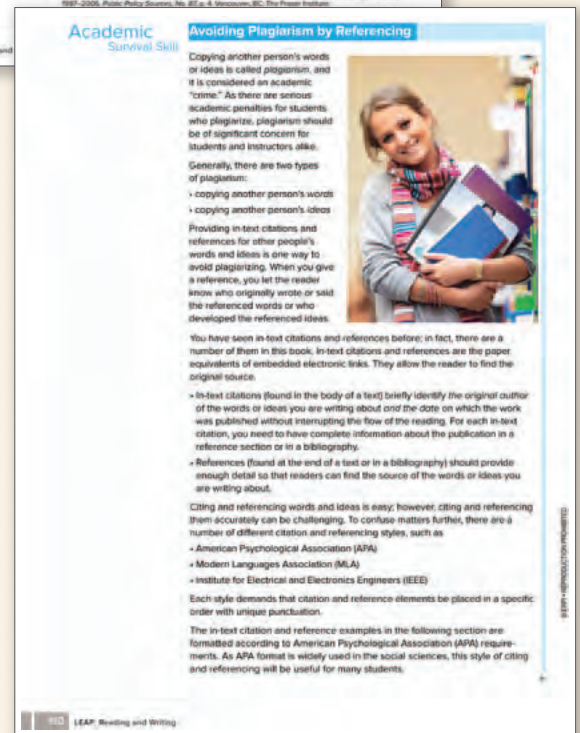 1997–2006. Public Policy Sources, No. 87, p. 4. Vancouver, BC: The Fraser Institute.
and
Academic
Survival Skill
Avoiding Plagiarism by Referencing
Copying another person's words
or ideas is called plagiarism, and
it is considered an academic
"crime." As there are serious
academic penalties for students
who plagiarize, plagiarism should
be of significant concern for
students and instructors alike.
Generally, there are two types
of plagiarism:
• copying another person's words
• copying another person's ideas
Providing in-text citations and
references for other people's
words and ideas is one way to
avoid plagiarizing. When you give
a reference, you let the reader
know who originally wrote or said
the referenced words or who
developed the referenced ideas.
You have seen in-text citations and references before; in fact, there are a
number of them in this book. In-text citations and references are the paper
equivalents of embedded electronic links. They allow the reader to find the
original source.
• In-text citations (found in the body of a text) briefly identify the original author
of the words or ideas you are writing about and the date on which the work
was published without interrupting the flow of the reading. For each in-text
citation, you need to have complete information about the publication in a
reference section or in a bibliography.
• References (found at the end of a text or in a bibliography) should provide
enough detail so that readers can find the source of the words or ideas you
are writing about.
Citing and referencing words and ideas is easy; however, citing and referencing
them accurately can be challenging. To confuse matters further, there are a
number of different citation and referencing styles, such as
• American Psychological Association (APA)
• Modern Languages Association (MLA)
• Institute for Electrical and Electronics Engineers (IEEE)
Each style demands that citation and reference elements be placed in a specific
order with unique punctuation.
The in-text citation and reference examples in the following section are
formatted according to American Psychological Association (APA) require-
ments. As APA format is widely used in the social sciences, this style of citing
and referencing will be useful for many students.
©ERPI • REPRODUCTION PROHIBITED
LEAP: Reading and Writing